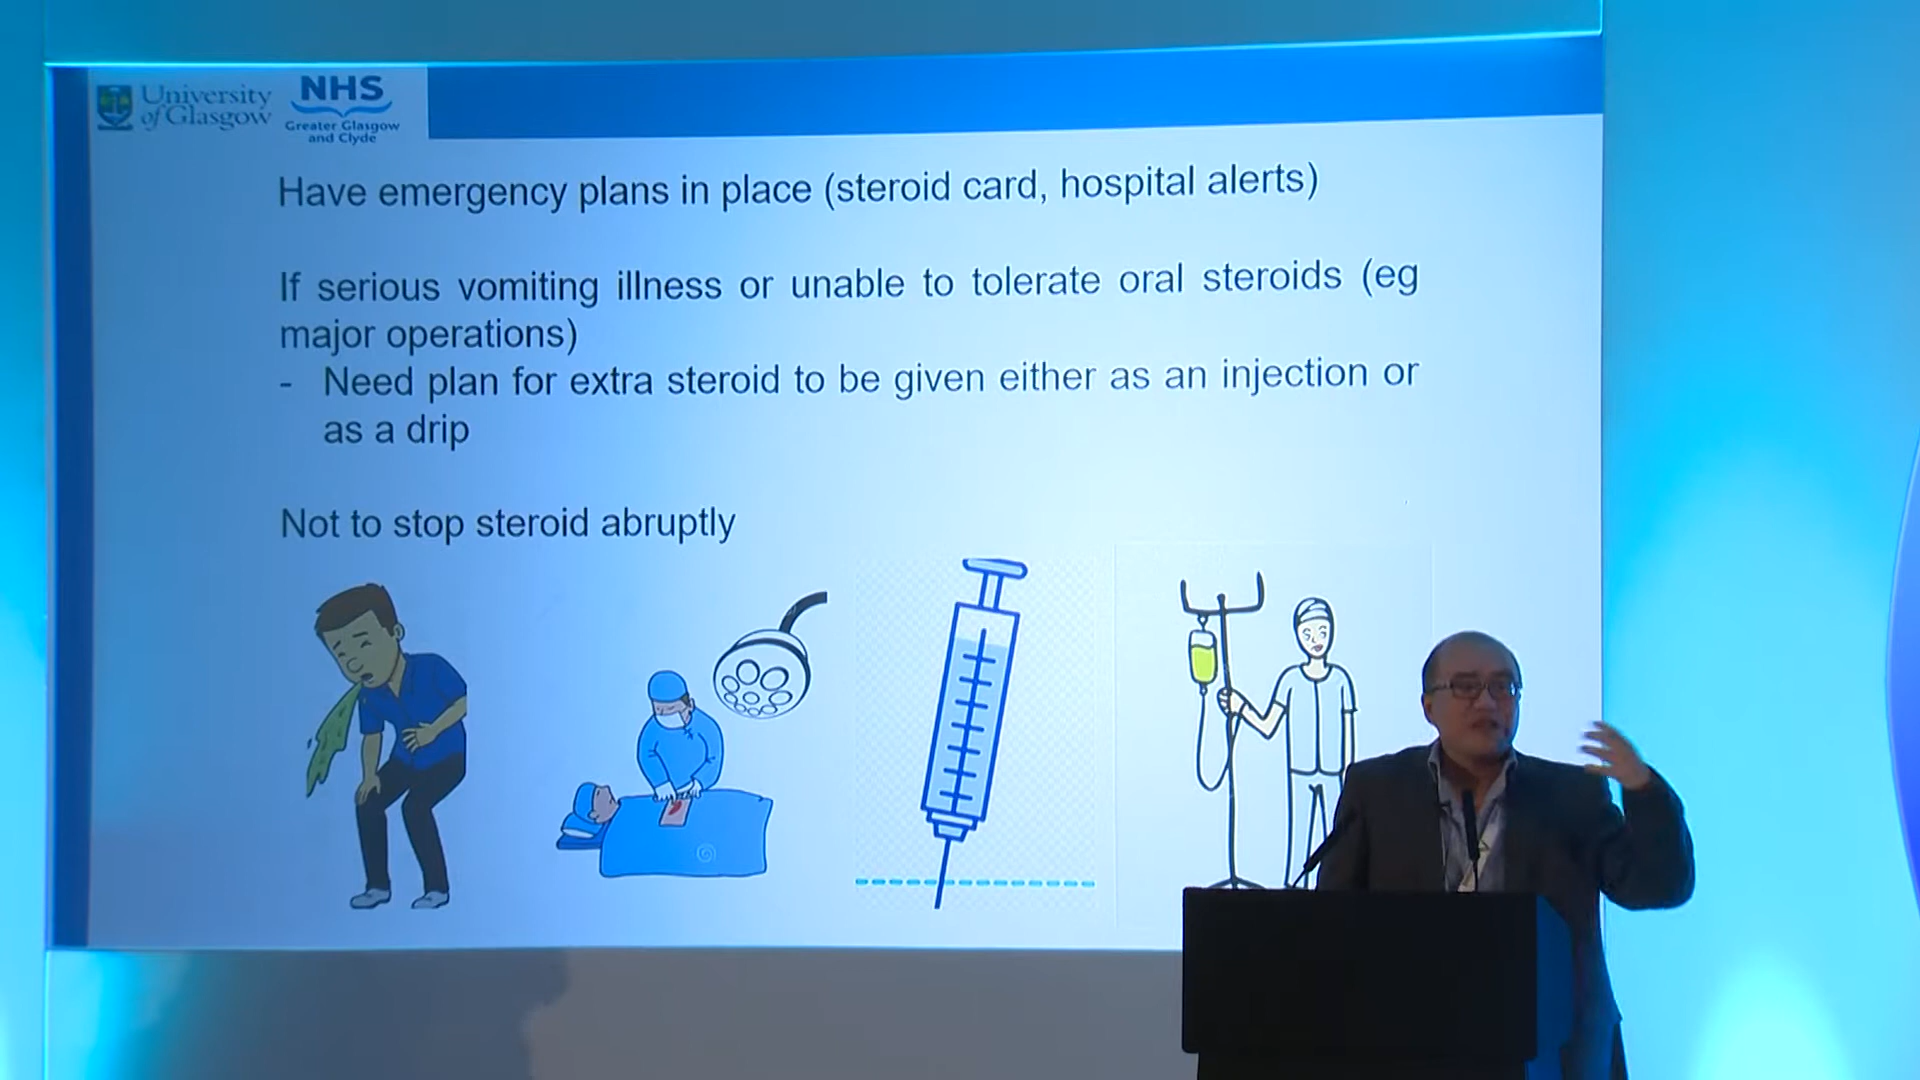 University
of Glasgow
NHS
Greater Glasgow
and Clyde
Have emergency plans in place (steroid card, hospital alerts)
If serious vomiting illness or unable to tolerate oral steroids (eg
major operations)
- Need plan for extra steroid to be given either as an injection or
as a drip
Not to stop steroid abruptly